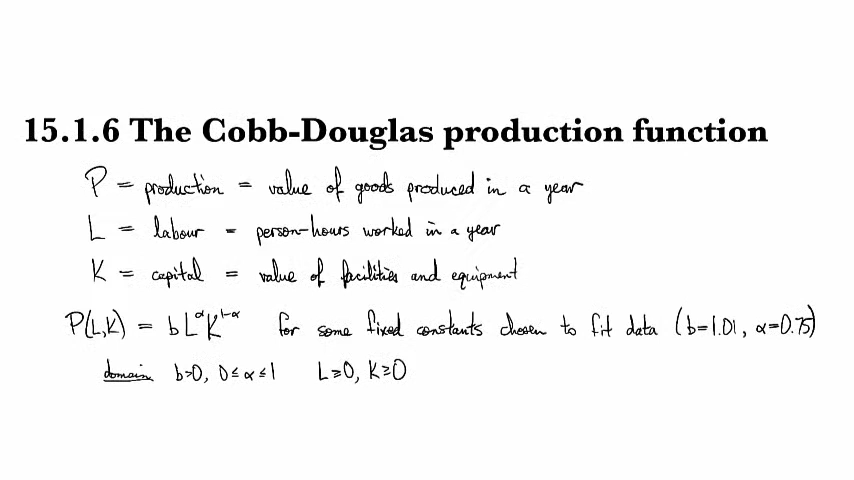 15.1.6 The Cobb-Douglas production function
P = production = value of goods produced in a year
L = labour = person-hours worked in a year
K = capital = value of facilities and equipment
P(L,K) = b L^α K^(1-α) for some fixed constants chosen to fit data (b=1.01, α=0.75)
domain b>0, 0≤α≤1 L≥0, K≥0